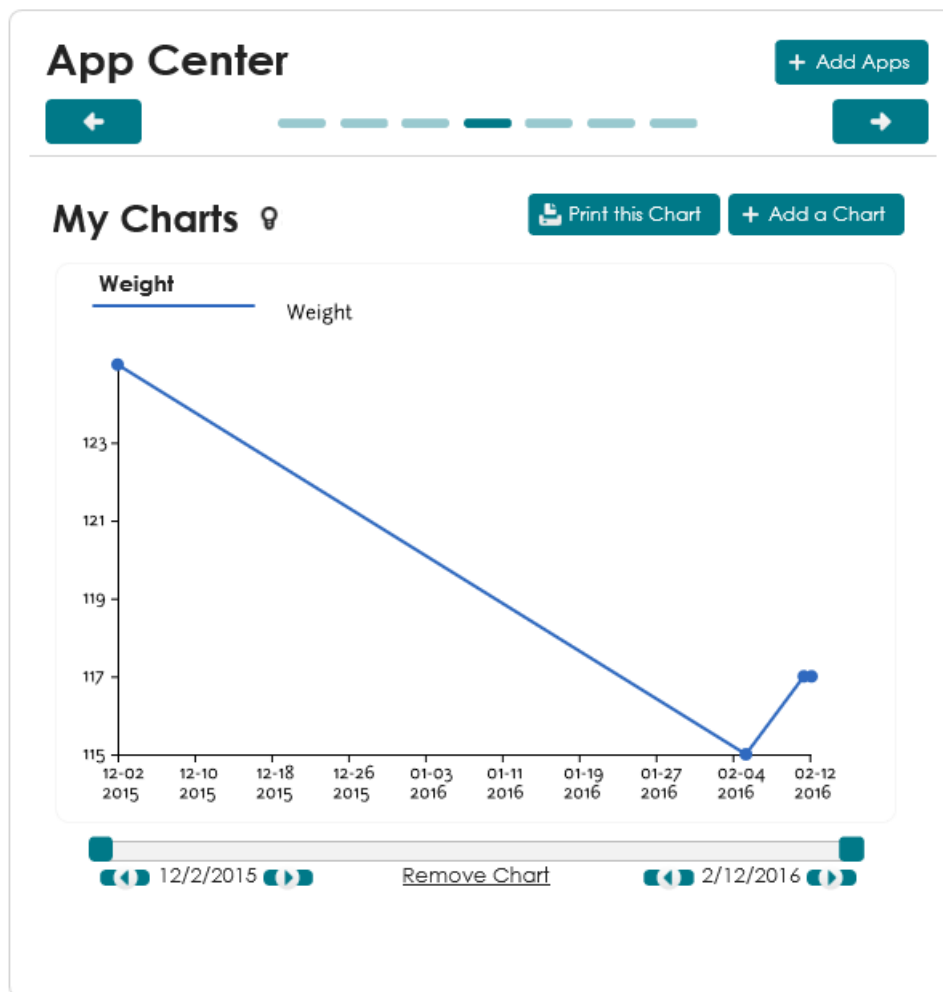 App Center
+ Add Apps
My Charts
Print this Chart
+ Add a Chart
Weight
Weight
123
121
119
117
115
12-02 12-10 12-18 12-26 01-03 01-11 01-19 01-27 02-04 02-12
2015 2015 2015 2015 2016 2016 2016 2016 2016 2016
12/2/2015 Remove Chart 2/12/2016